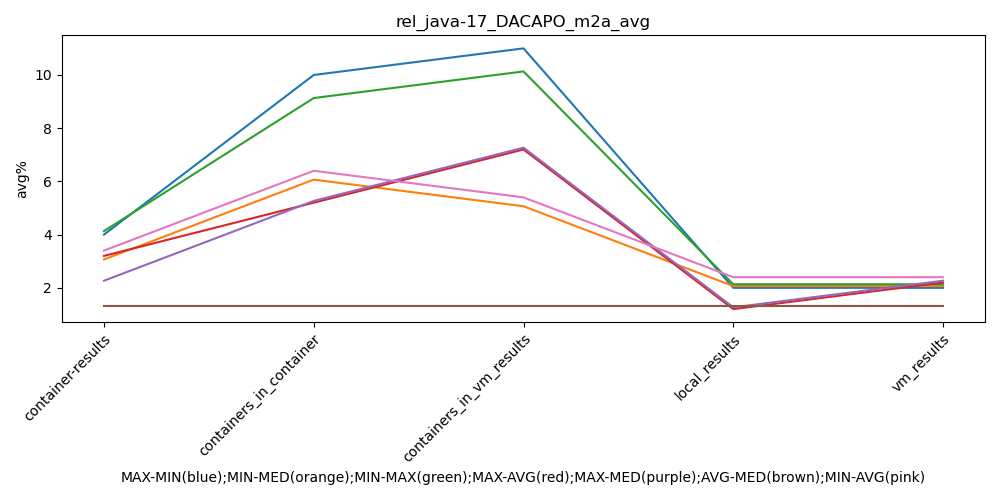 rel_java-17_DACAPO_m2a_avg
avg%
10
8
6
4
2
container-results
containers_in_container
containers_in_vm_results
local_results
vm_results
MAX-MIN(blue);MIN-MED(orange);MIN-MAX(green);MAX-AVG(red);MAX-MED(purple);AVG-MED(brown);MIN-AVG(pink)